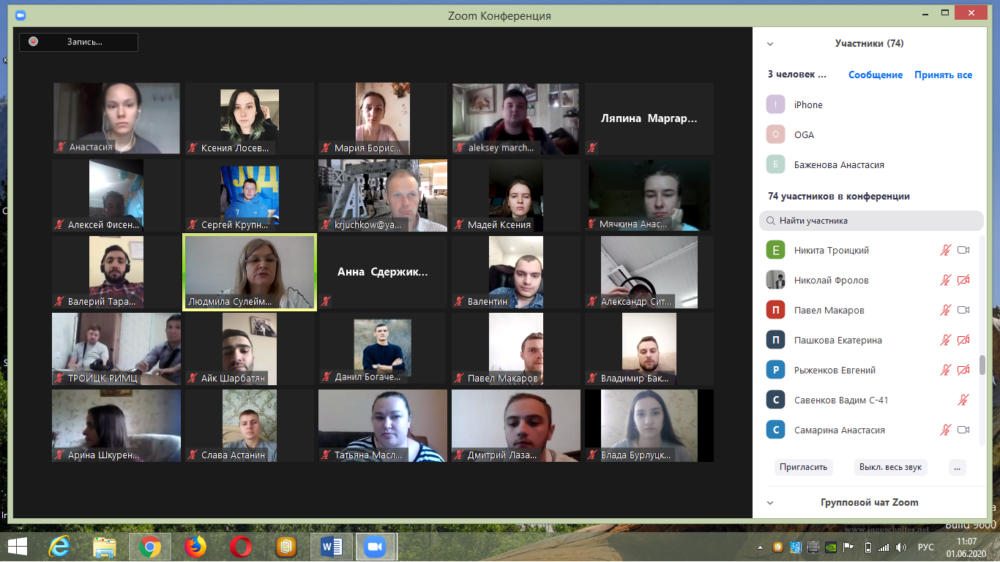 Zoom Конференция
Запись...
Анастасия
Ксения Лосев...
Мария Борис...
aleksey march...
Ляпина Маргар...
Алексей Фисен...
Сергей Крупн...
krjuchkow@ya...
Мадей Ксения
Мячкина Анас...
Валерий Тара...
Людмила Сулейм...
Анна Сдержик...
Валентин
Александр Сит...
ТРОИЦК РИМЦ
Айк Шарбатян
Данил Богаче...
Павел Макаров
Владимир Бак...
Арина Шкурен...
Слава Астанин
Татьяна Масл...
Дмитрий Лаза...
Влада Бурлуцк...
Участники (74)
3 человек ... Сообщение Принять все
I iPhone
O OGA
Б Баженова Анастасия
74 участников в конференции
Найти участника
Е Никита Троицкий
Николай Фролов
П Павел Макаров
П Пашкова Екатерина
Р Рыженков Евгений
С Савенков Вадим С-41
С Самарина Анастасия
Пригласить Выкл. весь звук ...
Групповой чат Zoom
www.ingoscholtes.net
Build 9600
РУС
11:07
01.06.2020